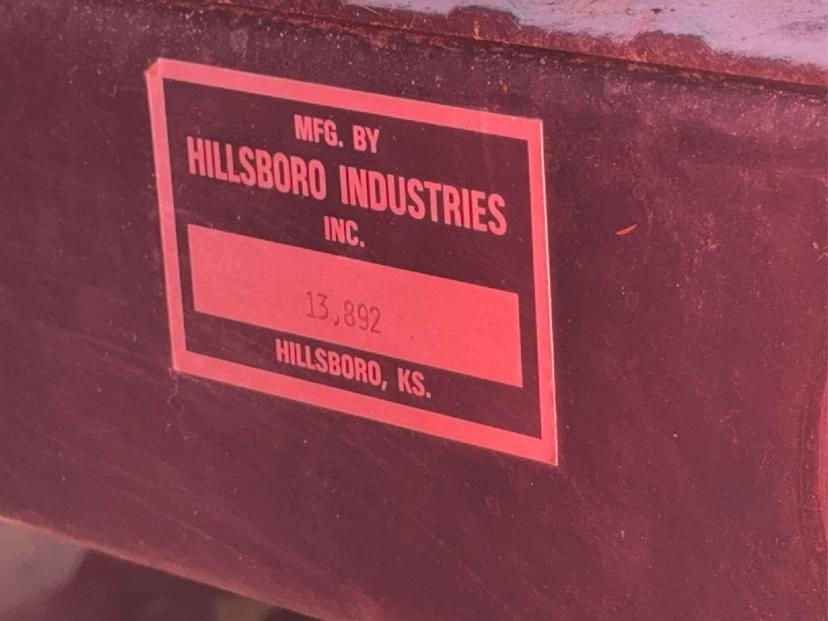 MFG. BY
HILLSBORO INDUSTRIES
INC.
13,892
HILLSBORO, KS.